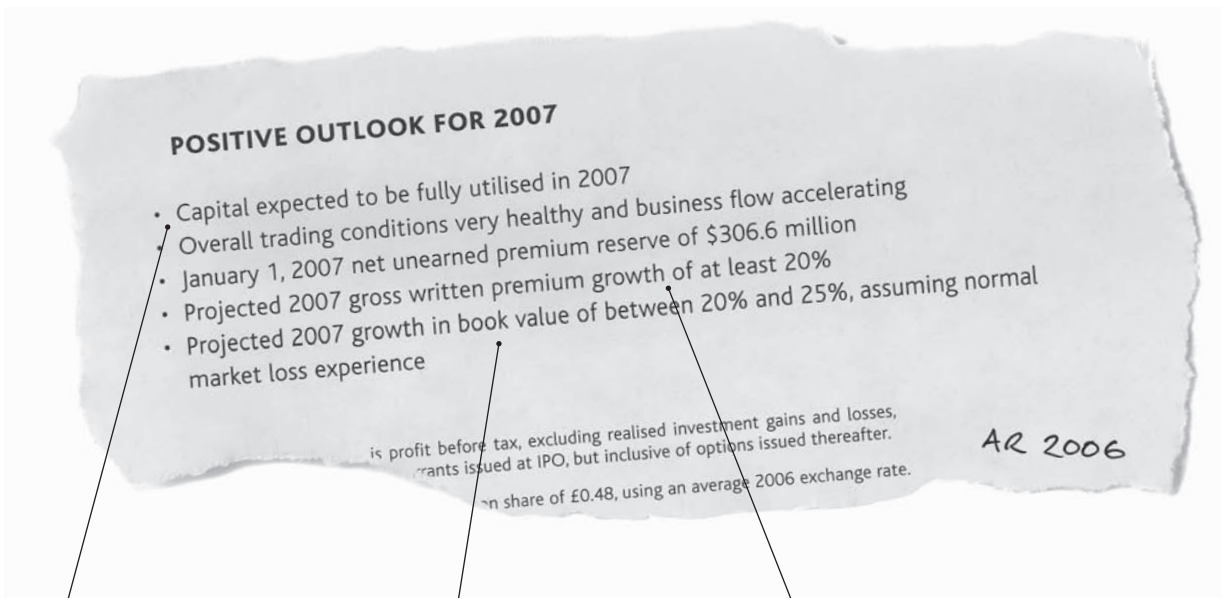 POSITIVE OUTLOOK FOR 2007
• Capital expected to be fully utilised in 2007
• Overall trading conditions very healthy and business flow accelerating
• January 1, 2007 net unearned premium reserve of $306.6 million
• Projected 2007 gross written premium growth of at least 20%
• Projected 2007 growth in book value of between 20% and 25%, assuming normal
market loss experience
is profit before tax, excluding realised investment gains and losses,
rants issued at IPO, but inclusive of options issued thereafter.
n share of £0.48, using an average 2006 exchange rate.
AR 2006